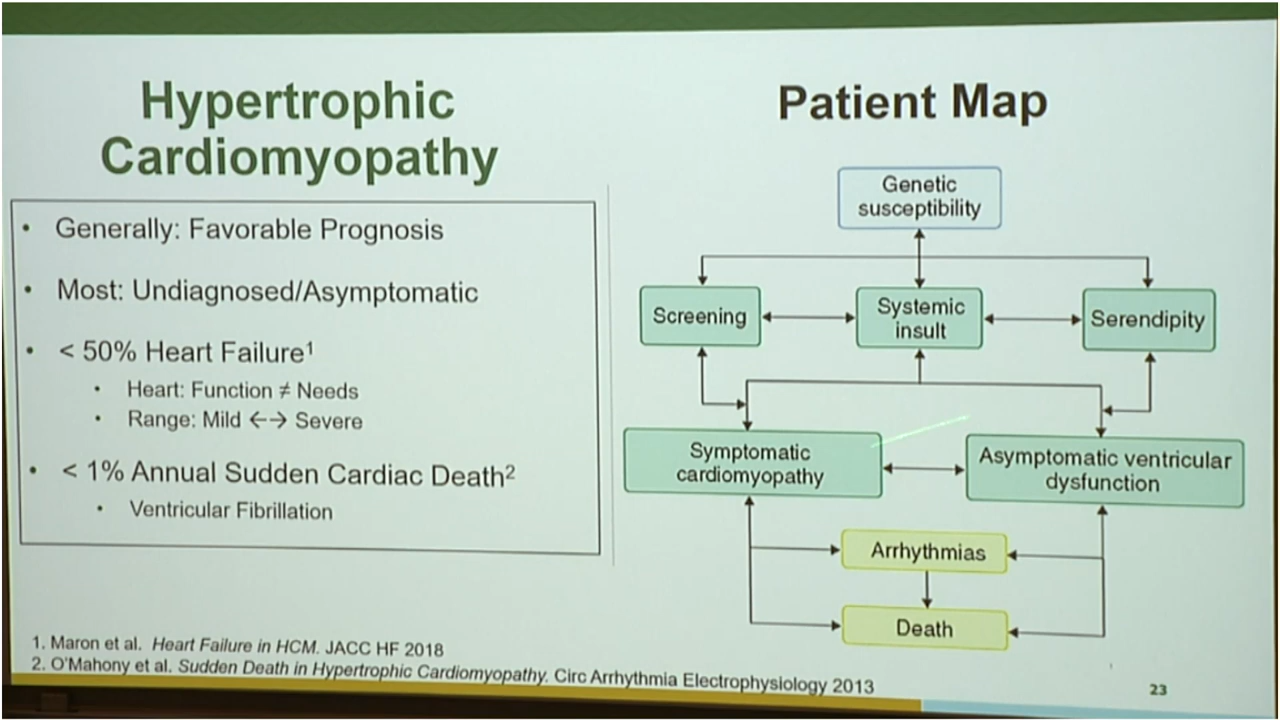 Hypertrophic
Cardiomyopathy
• Generally: Favorable Prognosis
• Most: Undiagnosed/Asymptomatic
• < 50% Heart Failure¹
• Heart: Function ≠ Needs
• Range: Mild ←→ Severe
• < 1% Annual Sudden Cardiac Death²
• Ventricular Fibrillation
Patient Map
Genetic
susceptibility
Screening
Systemic
insult
Serendipity
Symptomatic
cardiomyopathy
Asymptomatic ventricular
dysfunction
Arrhythmias
Death
1. Maron et al. Heart Failure in HCM. JACC HF 2018
2. O'Mahony et al. Sudden Death in Hypertrophic Cardiomyopathy. Circ Arrhythmia Electrophysiology 2013
23